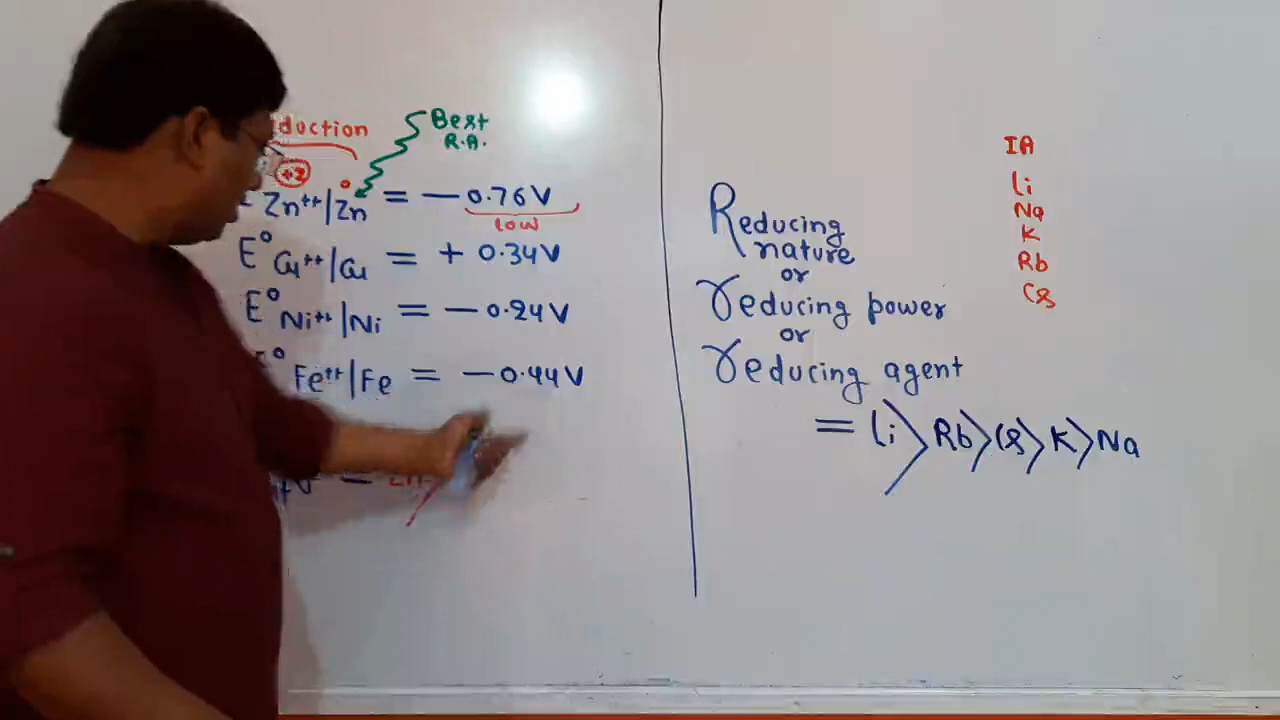 duction
Best
R.A.
+2
0
Zn⁺⁺/Zn = - 0.76V
low
E° Cu⁺⁺/Cu = + 0.34V
E° Ni⁺⁺/Ni = - 0.24V
E° Fe⁺⁺/Fe = - 0.44V
IA
Li
Na
K
Rb
Cs
Reducing
nature
or
reducing power
or
reducing agent
= Li > Rb > Cs > K > Na